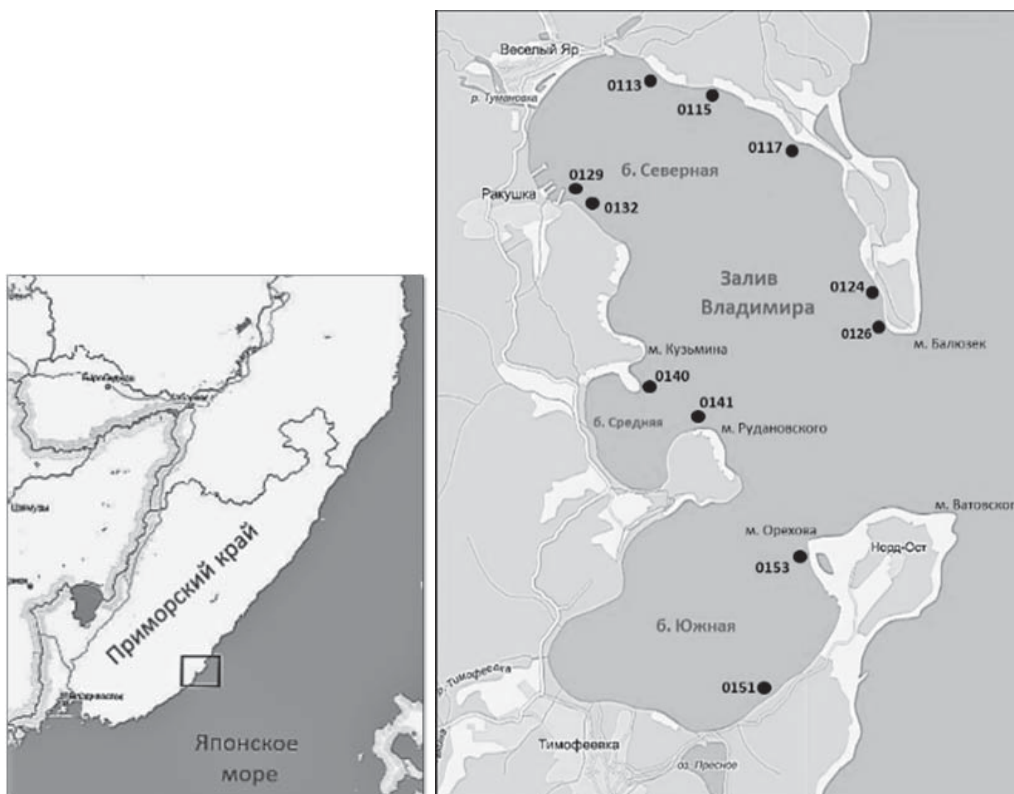 Приморский край
Японское
море
Веселый Яр
р. Тумановка
0113
0115
0117
б. Северная
0129
Ракушка
0132
Залив
Владимира
0124
0126
м. Балюзек
м. Кузьмина
0140
0141
б. Средняя
м. Рудановского
м. Ватовског
м. Орехова
Норд-Ост
0153
б. Южная
р. Тимофеевка
0151
Тимофеевка
оз. Пресное